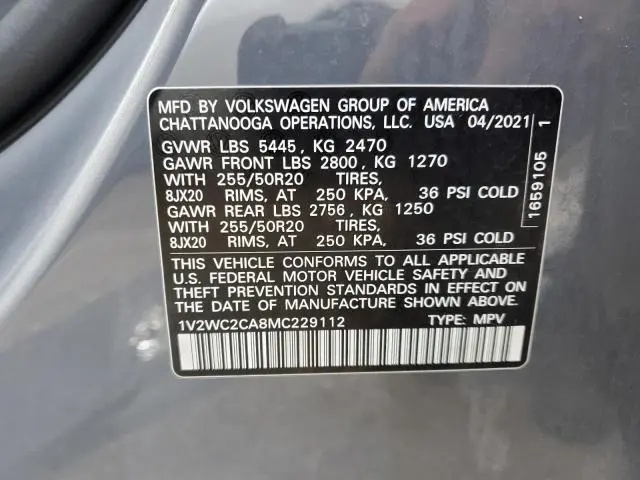 MFD BY VOLKSWAGEN GROUP OF AMERICA
CHATTANOOGA OPERATIONS, LLC. USA 04/2021
GVWR LBS 5445, KG 2470
GAWR FRONT LBS 2800, KG 1270
WITH 255/50R20 TIRES,
8JX20 RIMS, AT 250 KPA, 36 PSI COLD
GAWR REAR LBS 2756, KG 1250
WITH 255/50R20 TIRES,
8JX20 RIMS, AT 250 KPA, 36 PSI COLD
THIS VEHICLE CONFORMS TO ALL APPLICABLE
U.S. FEDERAL MOTOR VEHICLE SAFETY AND
THEFT PREVENTION STANDARDS IN EFFECT ON
THE DATE OF MANUFACTURE SHOWN ABOVE.
1V2WC2CA8MC229112 TYPE: MPV
1659105 1